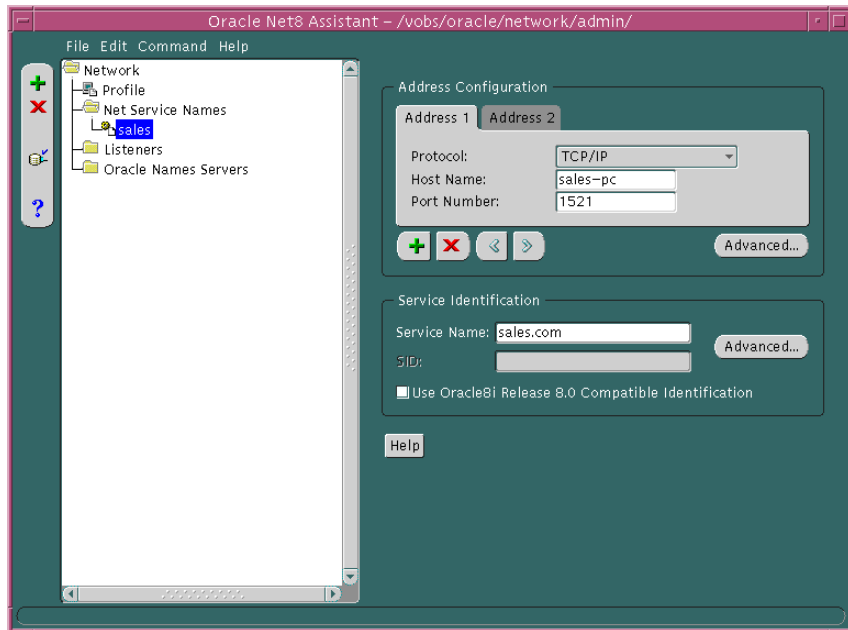 Oracle Net8 Assistant – /vobs/oracle/network/admin/
File Edit Command Help
Network
Profile
Net Service Names
sales
Listeners
Oracle Names Servers
?
Address Configuration
Address 1 Address 2
Protocol: TCP/IP
Host Name: sales-pc
Port Number: 1521
Advanced...
Service Identification
Service Name: sales.com
SID:
Advanced...
Use Oracle8i Release 8.0 Compatible Identification
Help